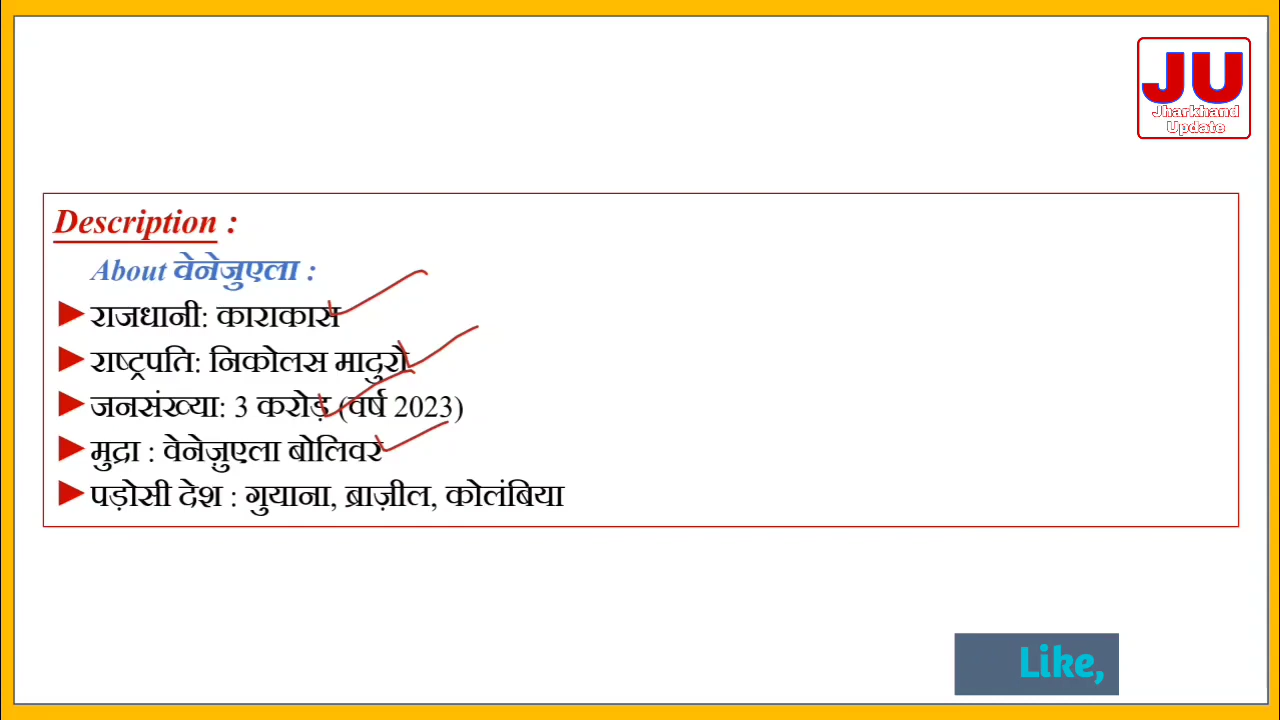 JU
Jharkhand
Update
Description :
About वेनेजुएला :
राजधानी: काराकास
राष्ट्रपति: निकोलस मादुरो
जनसंख्या: 3 करोड़ (वर्ष 2023)
मुद्रा : वेनेज़ुएला बोलिवर
पड़ोसी देश : गुयाना, ब्राज़ील, कोलंबिया
Like,